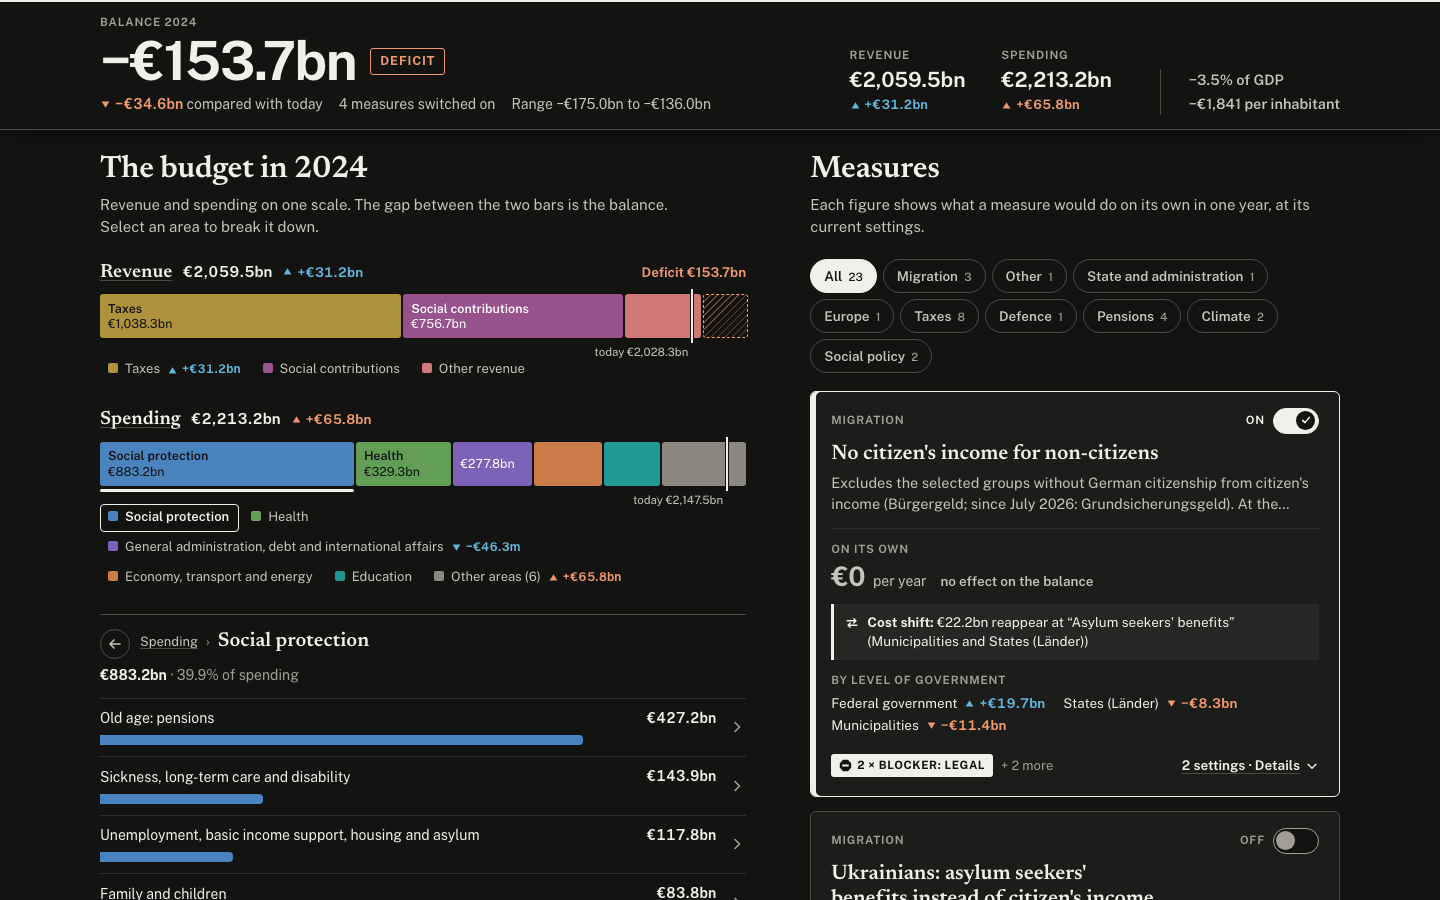 BALANCE 2024
−€153.7bn DEFICIT
▼ −€34.6bn compared with today 4 measures switched on Range −€175.0bn to −€136.0bn
REVENUE
€2,059.5bn
▲ +€31.2bn
SPENDING
€2,213.2bn
▲ +€65.8bn
−3.5% of GDP
−€1,841 per inhabitant
The budget in 2024
Revenue and spending on one scale. The gap between the two bars is the balance.
Select an area to break it down.
Revenue €2,059.5bn ▲ +€31.2bn Deficit €153.7bn
Taxes
€1,038.3bn
Social contributions
€756.7bn
today €2,028.3bn
Taxes ▲ +€31.2bn Social contributions Other revenue
Spending €2,213.2bn ▲ +€65.8bn
Social protection
€883.2bn
Health
€329.3bn
€277.8bn
today €2,147.5bn
Social protection Health
General administration, debt and international affairs ▼ −€46.3m
Economy, transport and energy Education Other areas (6) ▲ +€65.8bn
Spending › Social protection
€883.2bn · 39.9% of spending
Old age: pensions €427.2bn
Sickness, long-term care and disability €143.9bn
Unemployment, basic income support, housing and asylum €117.8bn
Family and children €83.8bn
Measures
Each figure shows what a measure would do on its own in one year, at its
current settings.
All 23 Migration 3 Other 1 State and administration 1
Europe 1 Taxes 8 Defence 1 Pensions 4 Climate 2
Social policy 2
MIGRATION ON
No citizen's income for non-citizens
Excludes the selected groups without German citizenship from citizen's
income (Bürgergeld; since July 2026: Grundsicherungsgeld). At the...
ON ITS OWN
€0 per year no effect on the balance
Cost shift: €22.2bn reappear at “Asylum seekers' benefits”
(Municipalities and States (Länder))
BY LEVEL OF GOVERNMENT
Federal government ▲ +€19.7bn States (Länder) ▼ −€8.3bn
Municipalities ▼ −€11.4bn
2 × BLOCKER: LEGAL + 2 more 2 settings · Details
MIGRATION OFF
Ukrainians: asylum seekers'
benefits instead of citizen's income